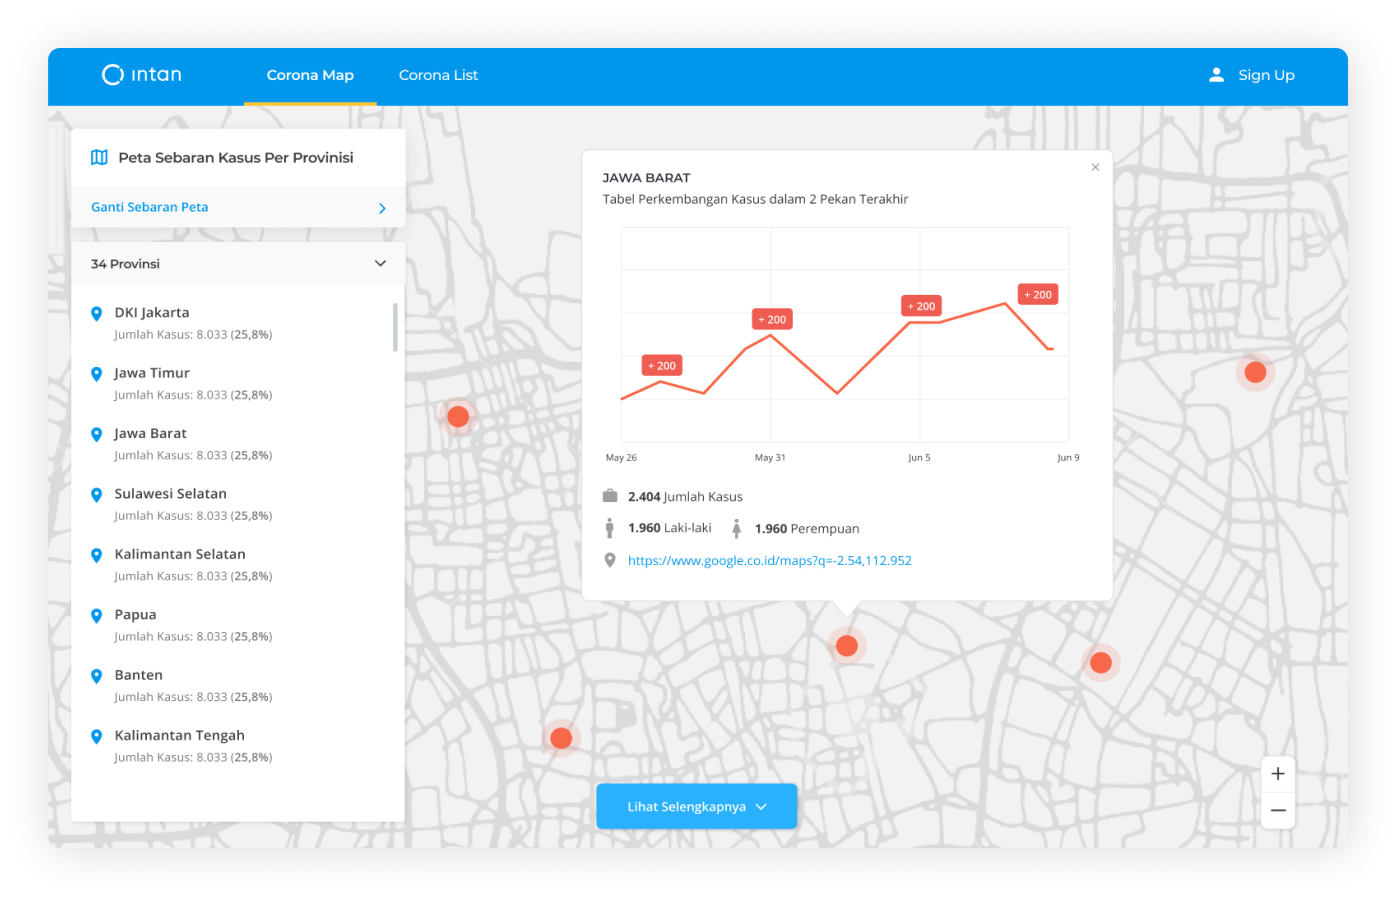 ıntan
Corona Map
Corona List
Sign Up
Peta Sebaran Kasus Per Provinisi
Ganti Sebaran Peta
34 Provinsi
DKI Jakarta
Jumlah Kasus: 8.033 (25,8%)
Jawa Timur
Jumlah Kasus: 8.033 (25,8%)
Jawa Barat
Jumlah Kasus: 8.033 (25,8%)
Sulawesi Selatan
Jumlah Kasus: 8.033 (25,8%)
Kalimantan Selatan
Jumlah Kasus: 8.033 (25,8%)
Papua
Jumlah Kasus: 8.033 (25,8%)
Banten
Jumlah Kasus: 8.033 (25,8%)
Kalimantan Tengah
Jumlah Kasus: 8.033 (25,8%)
JAWA BARAT
Tabel Perkembangan Kasus dalam 2 Pekan Terakhir
+ 200
+ 200
+ 200
+ 200
May 26
May 31
Jun 5
Jun 9
2.404 Jumlah Kasus
1.960 Laki-laki
1.960 Perempuan
https://www.google.co.id/maps?q=-2.54,112.952
Lihat Selengkapnya